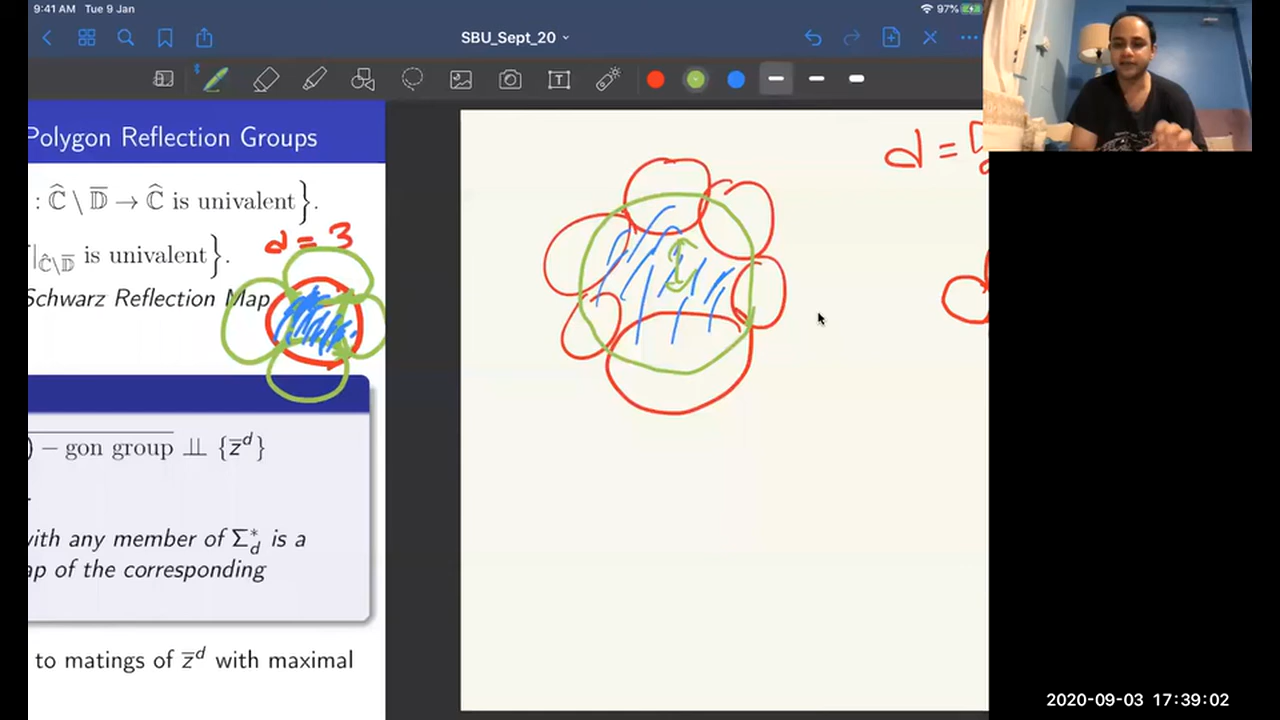 9:41 AM Tue 9 Jan
97%
SBU_Sept_20
Polygon Reflection Groups
: ℂ̂ \ 𝔻̅ → ℂ̂ is univalent}.
d = 3
|_{ℂ̂\𝔻̅} is univalent}.
Schwarz Reflection Map
) − gon group ⫫ {z̅^d}
with any member of Σ*_d is a
ap of the corresponding
to matings of z̅^d with maximal
d =
d
T
2020-09-03 17:39:02